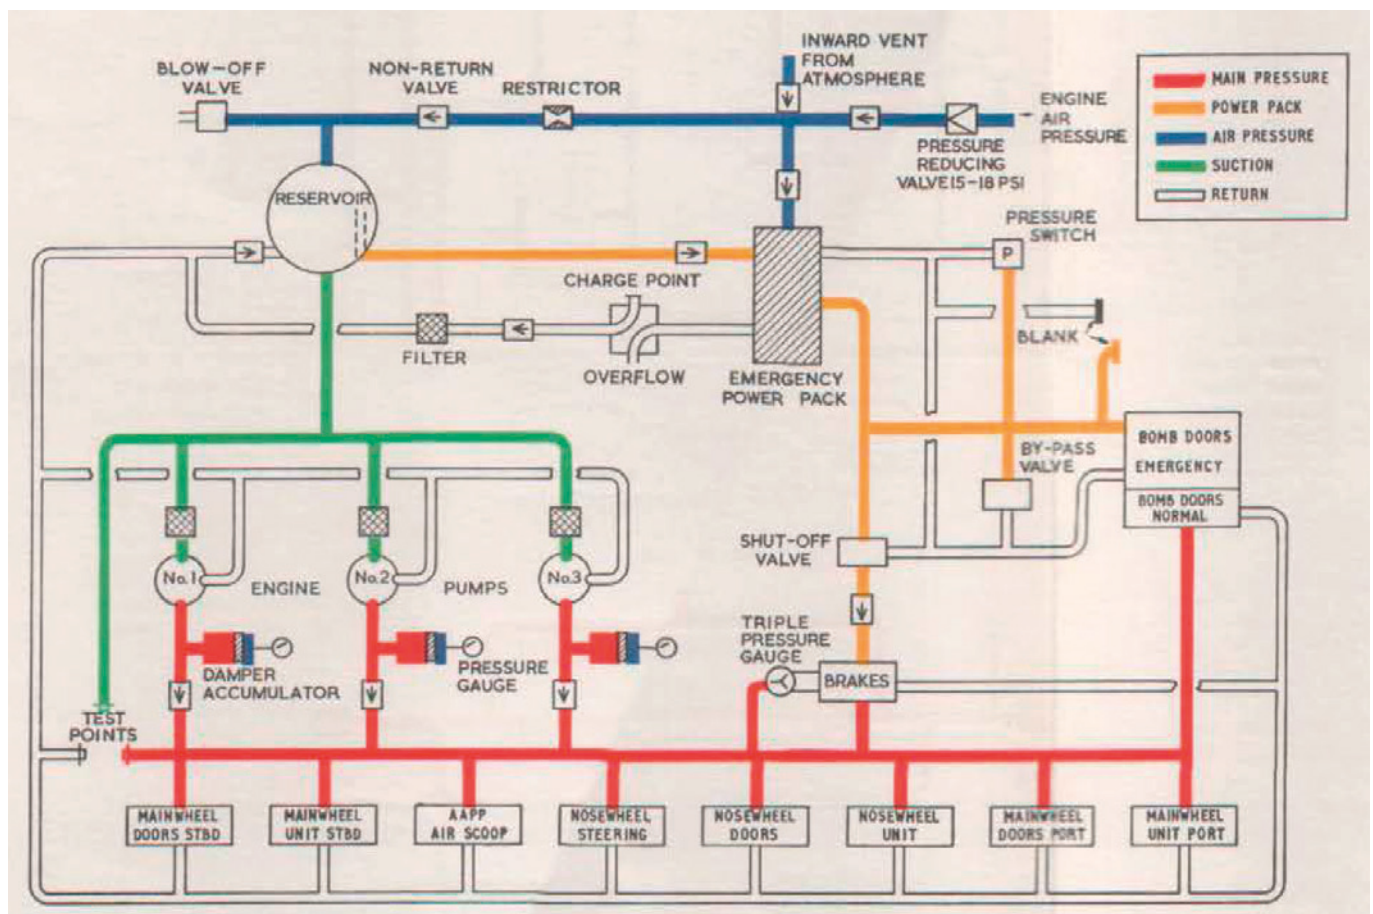 INWARD VENT
FROM
ATMOSPHERE
BLOW-OFF
VALVE
NON-RETURN
VALVE
RESTRICTOR
ENGINE
AIR
PRESSURE
PRESSURE
REDUCING
VALVE 15-18 PSI
MAIN PRESSURE
POWER PACK
AIR PRESSURE
SUCTION
RETURN
RESERVOIR
PRESSURE
SWITCH
P
CHARGE POINT
FILTER
OVERFLOW
EMERGENCY
POWER PACK
BLANK
BY-PASS
VALVE
BOMB DOORS
EMERGENCY
BOMB DOORS
NORMAL
SHUT-OFF
VALVE
No.1
ENGINE
No.2
PUMPS
No.3
TRIPLE
PRESSURE
GAUGE
BRAKES
DAMPER
ACCUMULATOR
PRESSURE
GAUGE
TEST
POINTS
MAINWHEEL
DOORS STBD
MAINWHEEL
UNIT STBD
AAPP
AIR SCOOP
NOSEWHEEL
STEERING
NOSEWHEEL
DOORS
NOSEWHEEL
UNIT
MAINWHEEL
DOORS PORT
MAINWHEEL
UNIT PORT